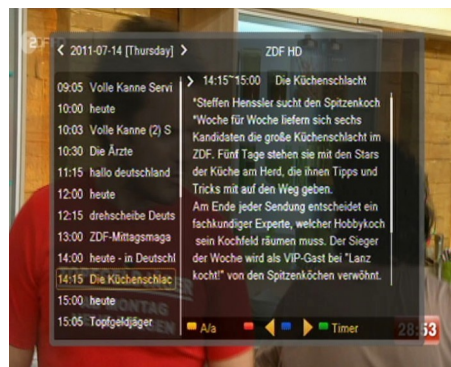 ZDF
2011-07-14 [Thursday]
ZDF HD
09:05 Volle Kanne Servi
10:00 heute
10:03 Volle Kanne (2) S
10:30 Die Ärzte
11:15 hallo deutschland
12:00 heute
12:15 drehscheibe Deuts
13:00 ZDF-Mittagsmaga
14:00 heute - in Deutschl
14:15 Die Küchenschlac
15:00 heute
15:05 Topfgeldjäger
14:15~15:00 Die Küchenschlacht
*Steffen Henssler sucht den Spitzenkoch
*Woche für Woche liefern sich sechs
Kandidaten die große Küchenschlacht im
ZDF. Fünf Tage stehen sie mit den Stars
der Küche am Herd, die ihnen Tipps und
Tricks mit auf den Weg geben.
Am Ende jeder Sendung entscheidet ein
fachkundiger Experte, welcher Hobbykoch
sein Kochfeld räumen muss. Der Sieger
der Woche wird als VIP-Gast bei "Lanz
kocht!" von den Spitzenköchen verwöhnt.
A/a
Timer
28:53
MONTAG